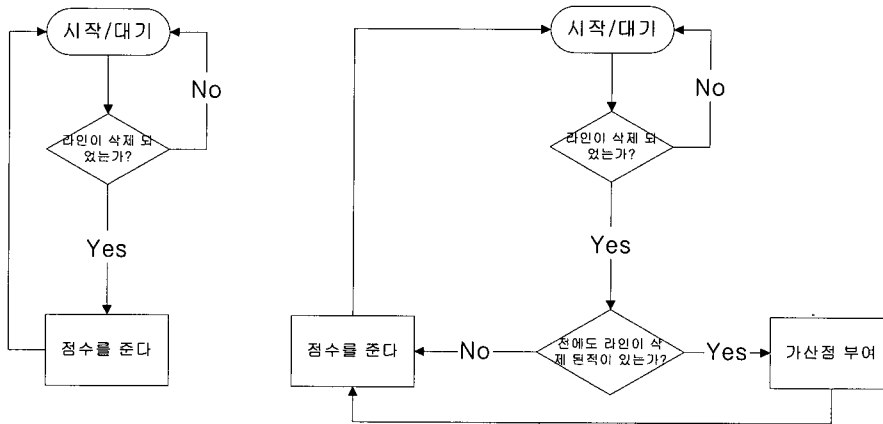 시작/대기
No
라인이 삭제 되
었는가?
Yes
점수를 준다
시작/대기
No
라인이 삭제 되
었는가?
Yes
점수를 준다
No
전에도 라인이 삭
제 된적이 있는가?
Yes
가산점 부여